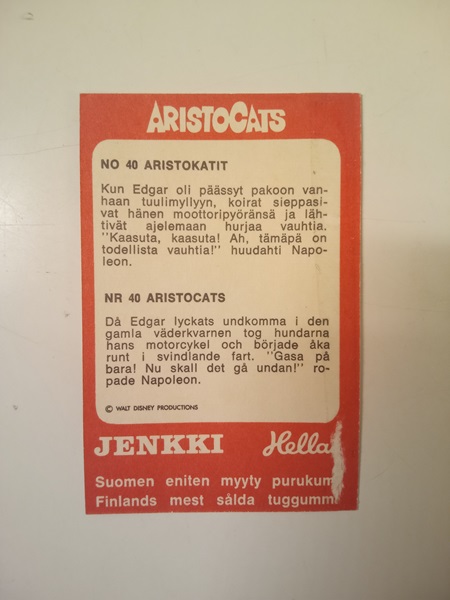 ARISTOCATS
NO 40 ARISTOKATIT
Kun Edgar oli päässyt pakoon van-
haan tuulimyllyyn, koirat sieppasi-
vat hänen moottoripyöränsä ja läh-
tivät ajelemaan hurjaa vauhtia.
"Kaasuta, kaasuta! Ah, tämäpä on
todellista vauhtia!" huudahti Napo-
leon.
NR 40 ARISTOCATS
Då Edgar lyckats undkomma i den
gamla väderkvarnen tog hundarna
hans motorcykel och började åka
runt i svindlande fart. "Gasa på
bara! Nu skall det gå undan!" ro-
pade Napoleon.
© WALT DISNEY PRODUCTIONS
JENKKI Hella
Suomen eniten myyty purukum
Finlands mest sålda tuggumm